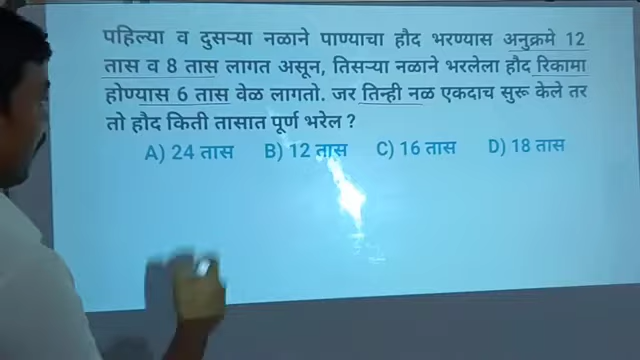 पहिल्या व दुसऱ्या नळाने पाण्याचा हौद भरण्यास अनुक्रमे 12
तास व 8 तास लागत असून, तिसऱ्या नळाने भरलेला हौद रिकामा
होण्यास 6 तास वेळ लागतो. जर तिन्ही नळ एकदाच सुरू केले तर
तो हौद किती तासात पूर्ण भरेल ?
A) 24 तास B) 12 तास C) 16 तास D) 18 तास